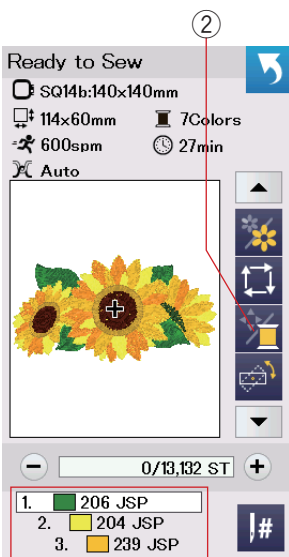 ②
Ready to Sew
SQ14b:140x140mm
114x60mm 7Colors
600spm 27min
Auto
0/13,132 ST
1. 206 JSP
2. 204 JSP
3. 239 JSP
#